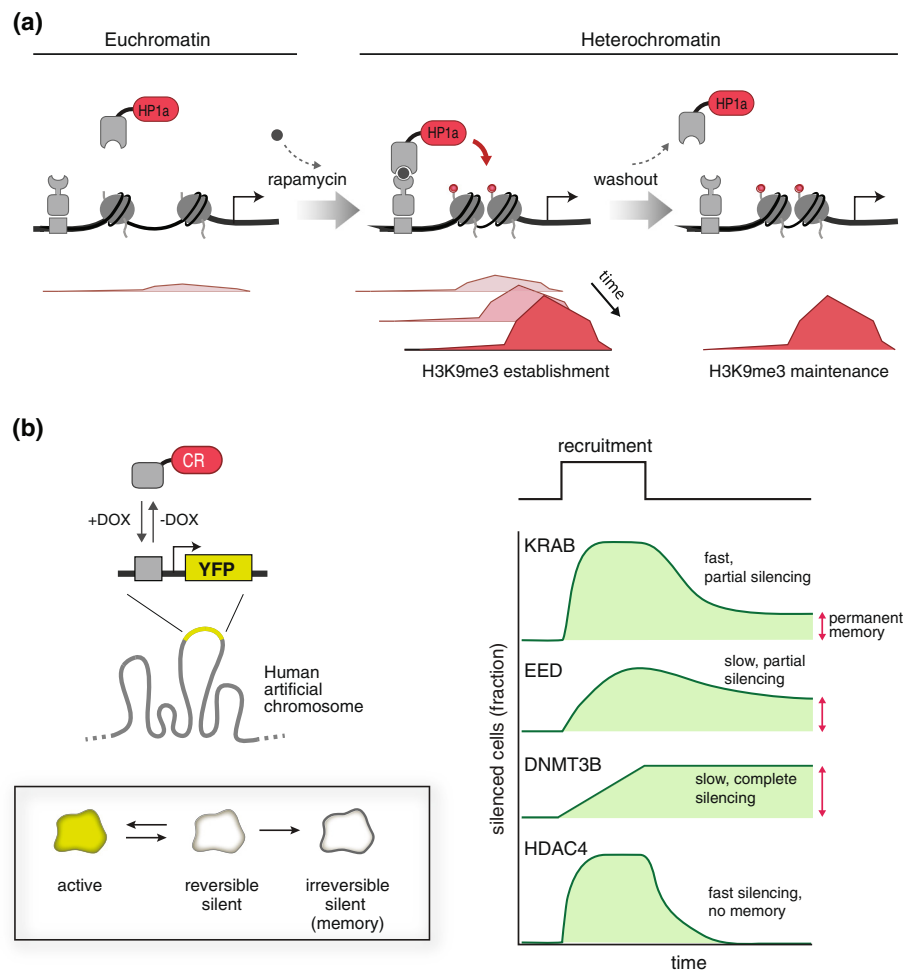 (a)
Euchromatin
Heterochromatin
HP1a
HP1a
HP1a
rapamycin
washout
time
H3K9me3 establishment
H3K9me3 maintenance
(b)
CR
+DOX
-DOX
YFP
Human
artificial
chromosome
active
reversible
silent
irreversible
silent
(memory)
recruitment
silenced cells (fraction)
KRAB
fast,
partial silencing
permanent
memory
EED
slow, partial
silencing
DNMT3B
slow, complete
silencing
HDAC4
fast silencing,
no memory
time